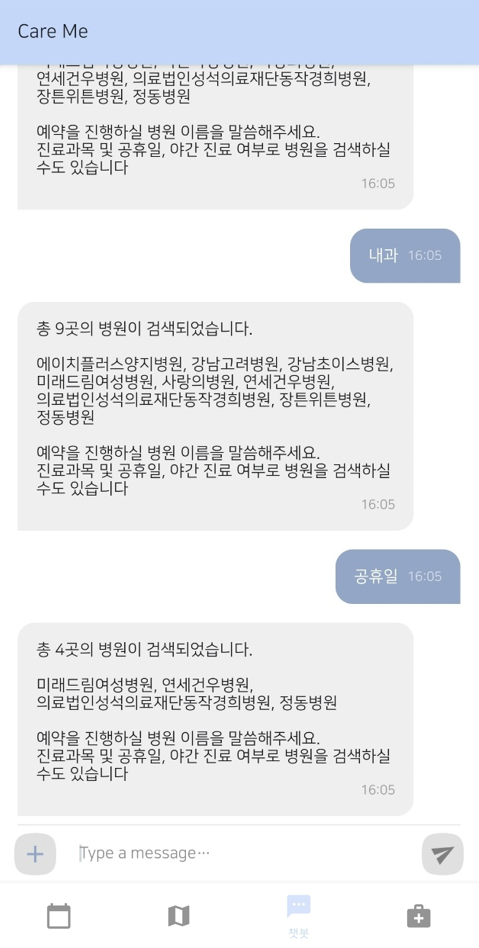 Care Me
연세건우병원, 의료법인성석의료재단동작경희병원,
장튼위튼병원, 정동병원
예약을 진행하실 병원 이름을 말씀해주세요.
진료과목 및 공휴일, 야간 진료 여부로 병원을 검색하실
수도 있습니다
16:05
내과 16:05
총 9곳의 병원이 검색되었습니다.
에이치플러스양지병원, 강남고려병원, 강남초이스병원,
미래드림여성병원, 사랑의병원, 연세건우병원,
의료법인성석의료재단동작경희병원, 장튼위튼병원,
정동병원
예약을 진행하실 병원 이름을 말씀해주세요.
진료과목 및 공휴일, 야간 진료 여부로 병원을 검색하실
수도 있습니다
16:05
공휴일 16:05
총 4곳의 병원이 검색되었습니다.
미래드림여성병원, 연세건우병원,
의료법인성석의료재단동작경희병원, 정동병원
예약을 진행하실 병원 이름을 말씀해주세요.
진료과목 및 공휴일, 야간 진료 여부로 병원을 검색하실
수도 있습니다
16:05
Type a message…
챗봇